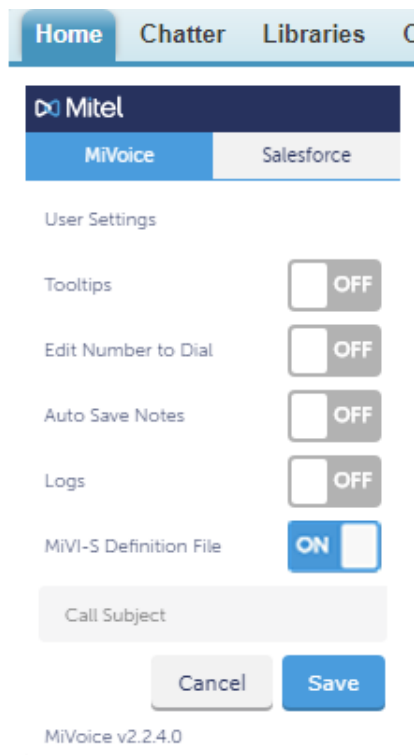 Home Chatter Libraries
Mitel
MiVoice Salesforce
User Settings
Tooltips OFF
Edit Number to Dial OFF
Auto Save Notes OFF
Logs OFF
MiVI-S Definition File ON
Call Subject
Cancel Save
MiVoice v2.2.4.0